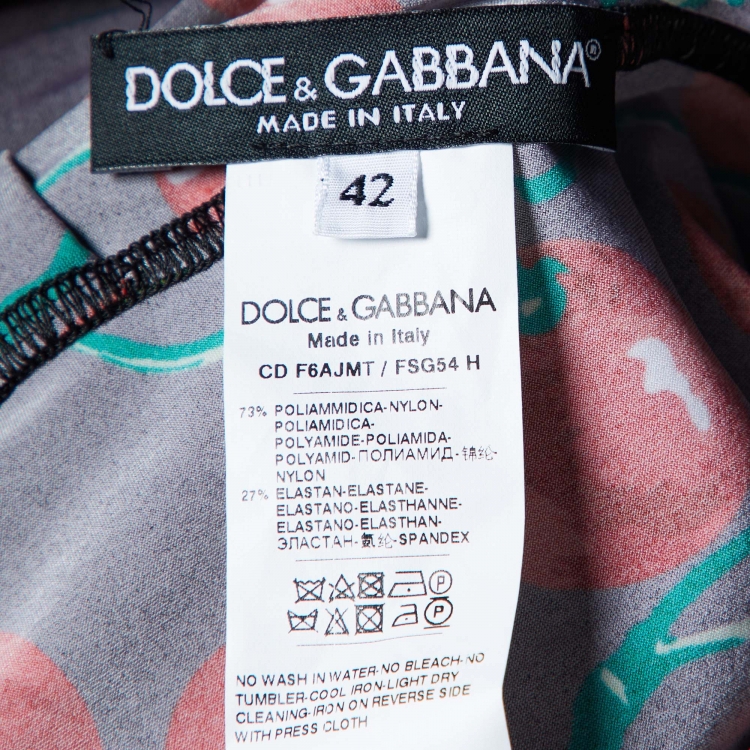 DOLCE & GABBANA®
MADE IN ITALY
42
DOLCE & GABBANA
Made in Italy
CD F6AJMT / FSG54 H
73% POLIAMMIDICA-NYLON-
POLIAMIDICA-
POLYAMIDE-POLIAMIDA-
POLYAMID-ПОЛИАМИД-锦纶-
NYLON
27% ELASTAN-ELASTANE-
ELASTANO-ELASTHANNE-
ELASTANO-ELASTHAN-
ЭЛАСТАН-氨纶-SPANDEX
P
P
NO WASH IN WATER-NO BLEACH-NO
TUMBLER-COOL IRON-LIGHT DRY
CLEANING-IRON ON REVERSE SIDE
WITH PRESS CLOTH